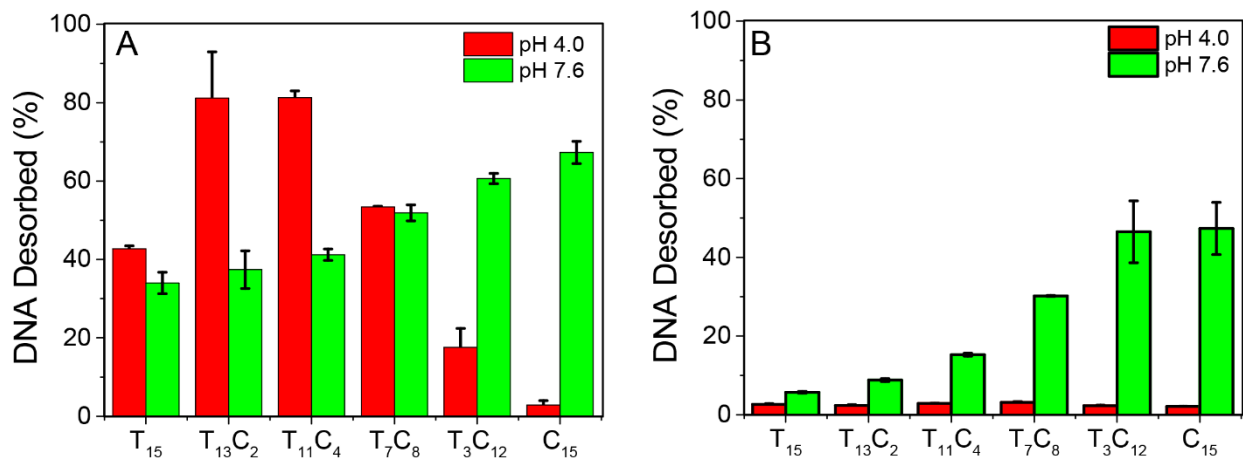 A
pH 4.0
pH 7.6
DNA Desorbed (%)
100
80
60
40
20
0
T₁₅ T₁₃C₂ T₁₁C₄ T₇C₈ T₃C₁₂ C₁₅
B
pH 4.0
pH 7.6
DNA Desorbed (%)
100
80
60
40
20
0
T₁₅ T₁₃C₂ T₁₁C₄ T₇C₈ T₃C₁₂ C₁₅